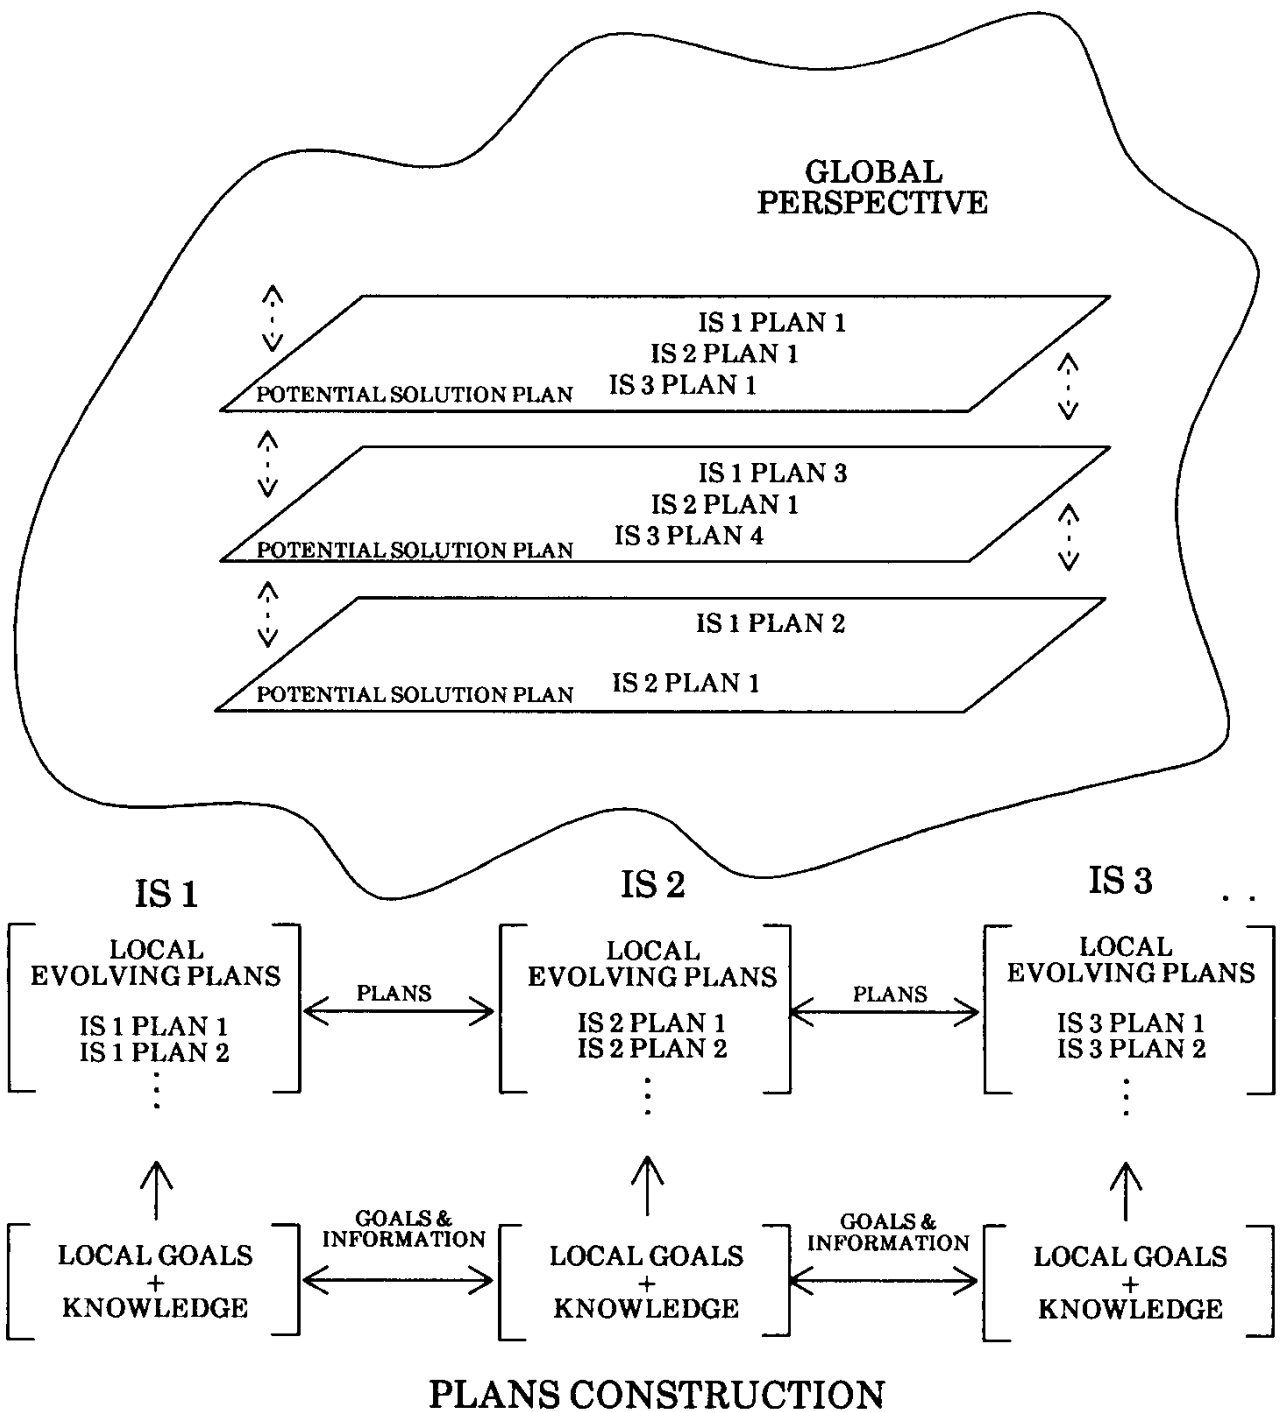 GLOBAL
PERSPECTIVE
IS 1 PLAN 1
IS 2 PLAN 1
IS 3 PLAN 1
POTENTIAL SOLUTION PLAN
IS 1 PLAN 3
IS 2 PLAN 1
IS 3 PLAN 4
POTENTIAL SOLUTION PLAN
IS 1 PLAN 2
IS 2 PLAN 1
POTENTIAL SOLUTION PLAN
IS 1
LOCAL
EVOLVING PLANS
IS 1 PLAN 1
IS 1 PLAN 2
PLANS
IS 2
LOCAL
EVOLVING PLANS
IS 2 PLAN 1
IS 2 PLAN 2
PLANS
IS 3 . .
LOCAL
EVOLVING PLANS
IS 3 PLAN 1
IS 3 PLAN 2
LOCAL GOALS
+
KNOWLEDGE
GOALS &
INFORMATION
LOCAL GOALS
+
KNOWLEDGE
GOALS &
INFORMATION
LOCAL GOALS
+
KNOWLEDGE
PLANS CONSTRUCTION